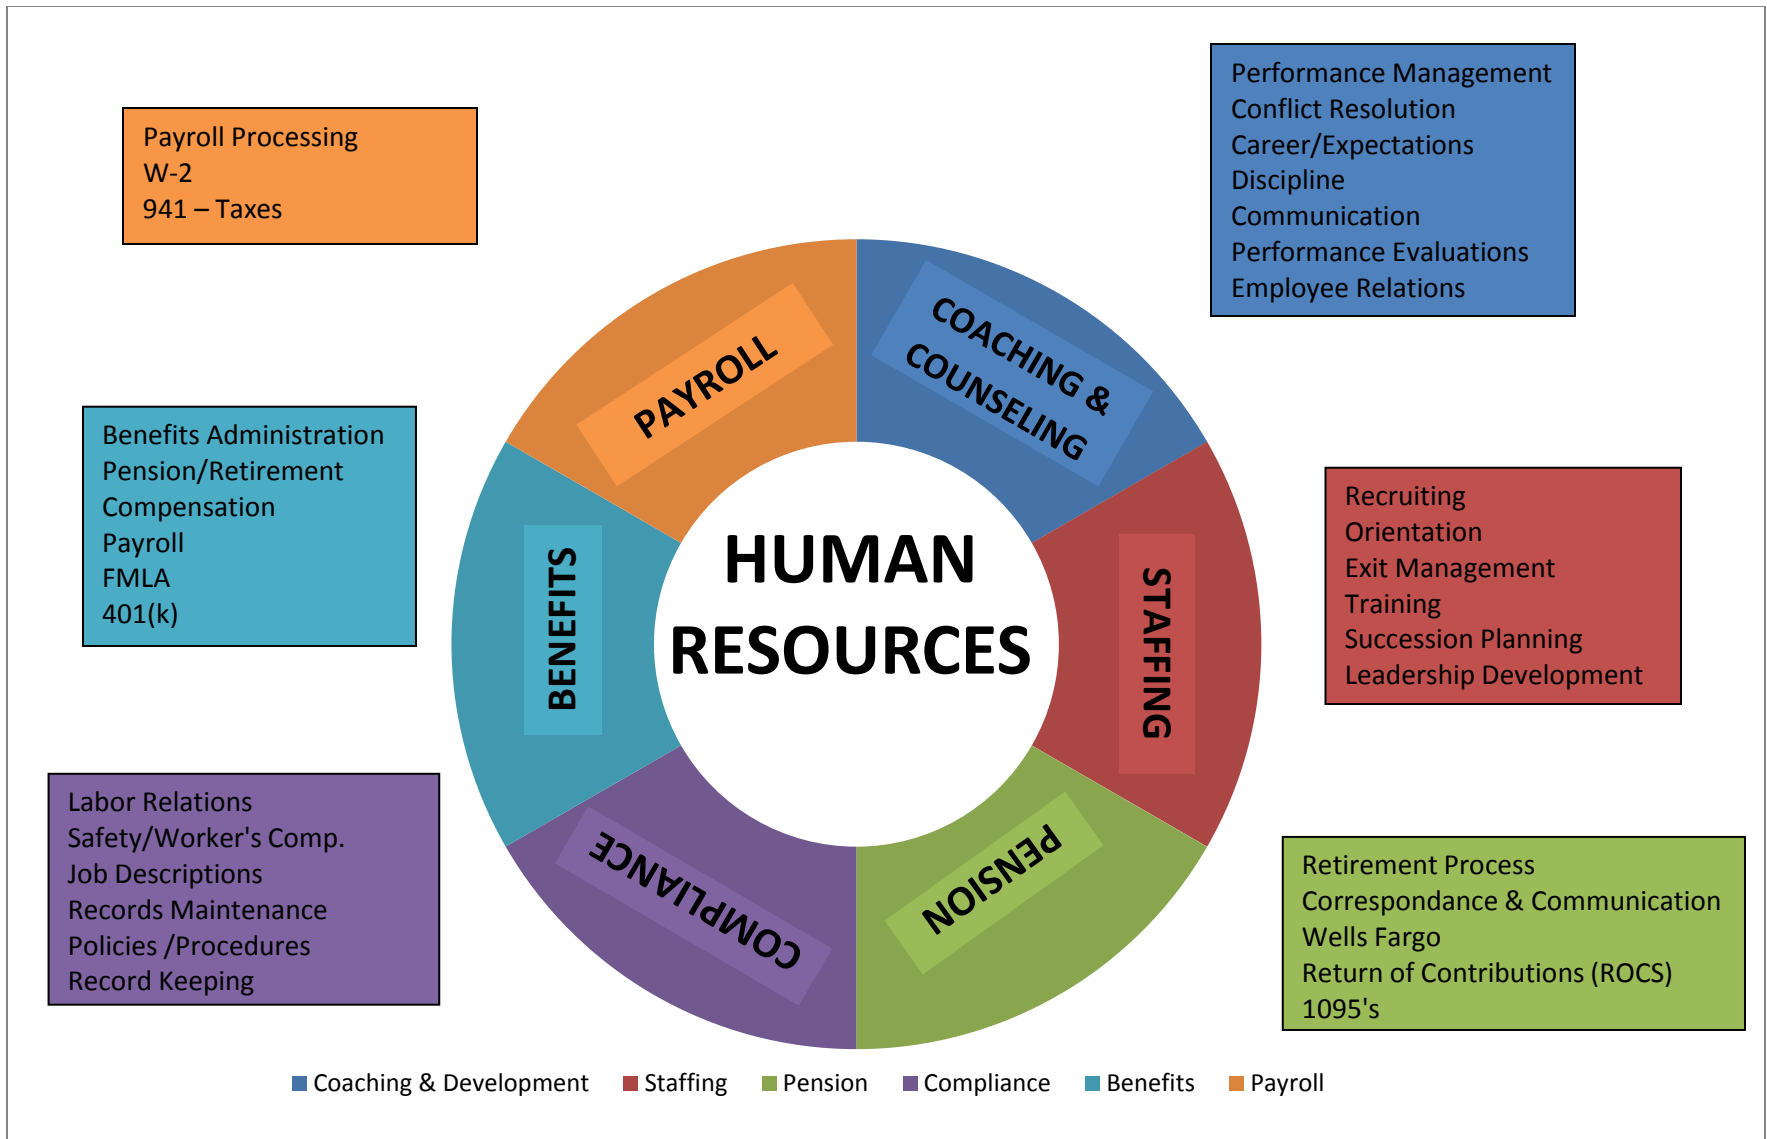 Payroll Processing
W-2
941 – Taxes
Performance Management
Conflict Resolution
Career/Expectations
Discipline
Communication
Performance Evaluations
Employee Relations
PAYROLL
COACHING &
COUNSELING
Benefits Administration
Pension/Retirement
Compensation
Payroll
FMLA
401(k)
BENEFITS
HUMAN
RESOURCES
STAFFING
Recruiting
Orientation
Exit Management
Training
Succession Planning
Leadership Development
Labor Relations
Safety/Worker's Comp.
Job Descriptions
Records Maintenance
Policies /Procedures
Record Keeping
COMPLIANCE
PENSION
Retirement Process
Correspondance & Communication
Wells Fargo
Return of Contributions (ROCS)
1095's
Coaching & Development Staffing Pension Compliance Benefits Payroll